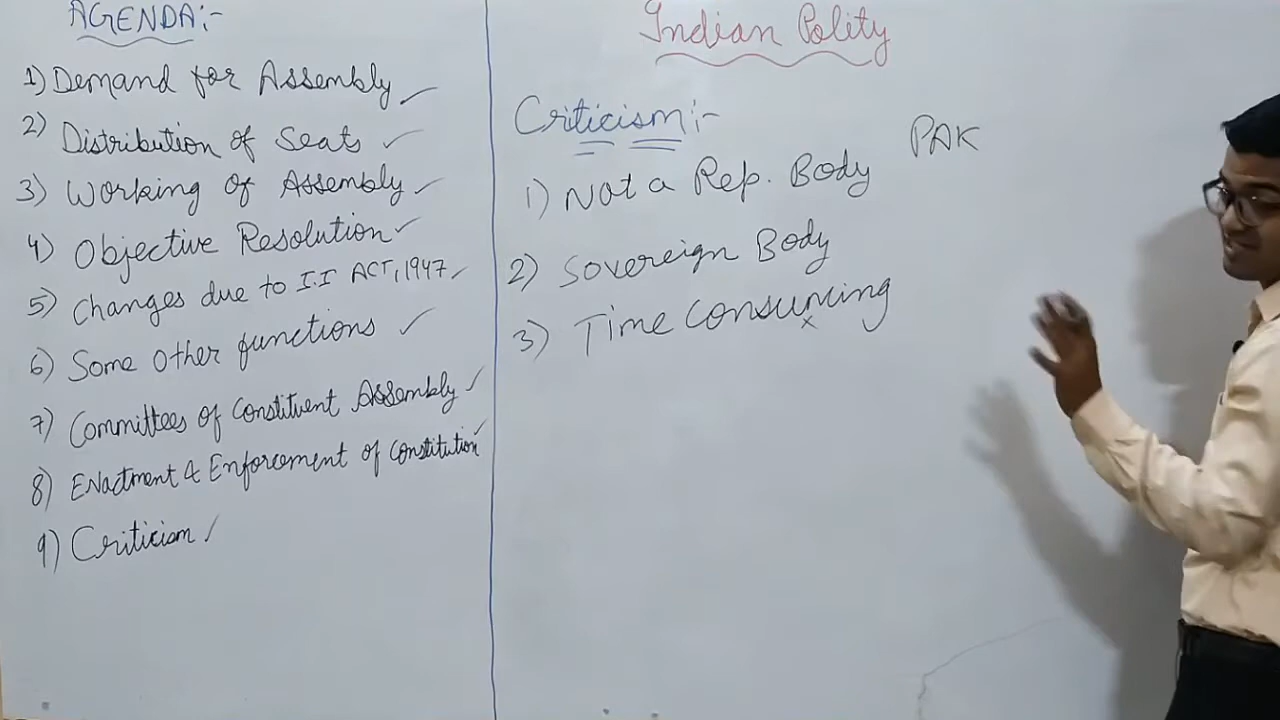 AGENDA:-
1) Demand for Assembly ✓
2) Distribution of Seats ✓
3) Working of Assembly ✓
4) Objective Resolution ✓
5) Changes due to I.I ACT, 1947 ✓
6) Some Other functions ✓
7) Committees of Constituent Assembly ✓
8) Enactment & Enforcement of Constitution ✓
9) Criticism ✓
Indian Polity
Criticism:-
1) Not a Rep. Body PAK
2) Sovereign Body
3) Time Consuming
x